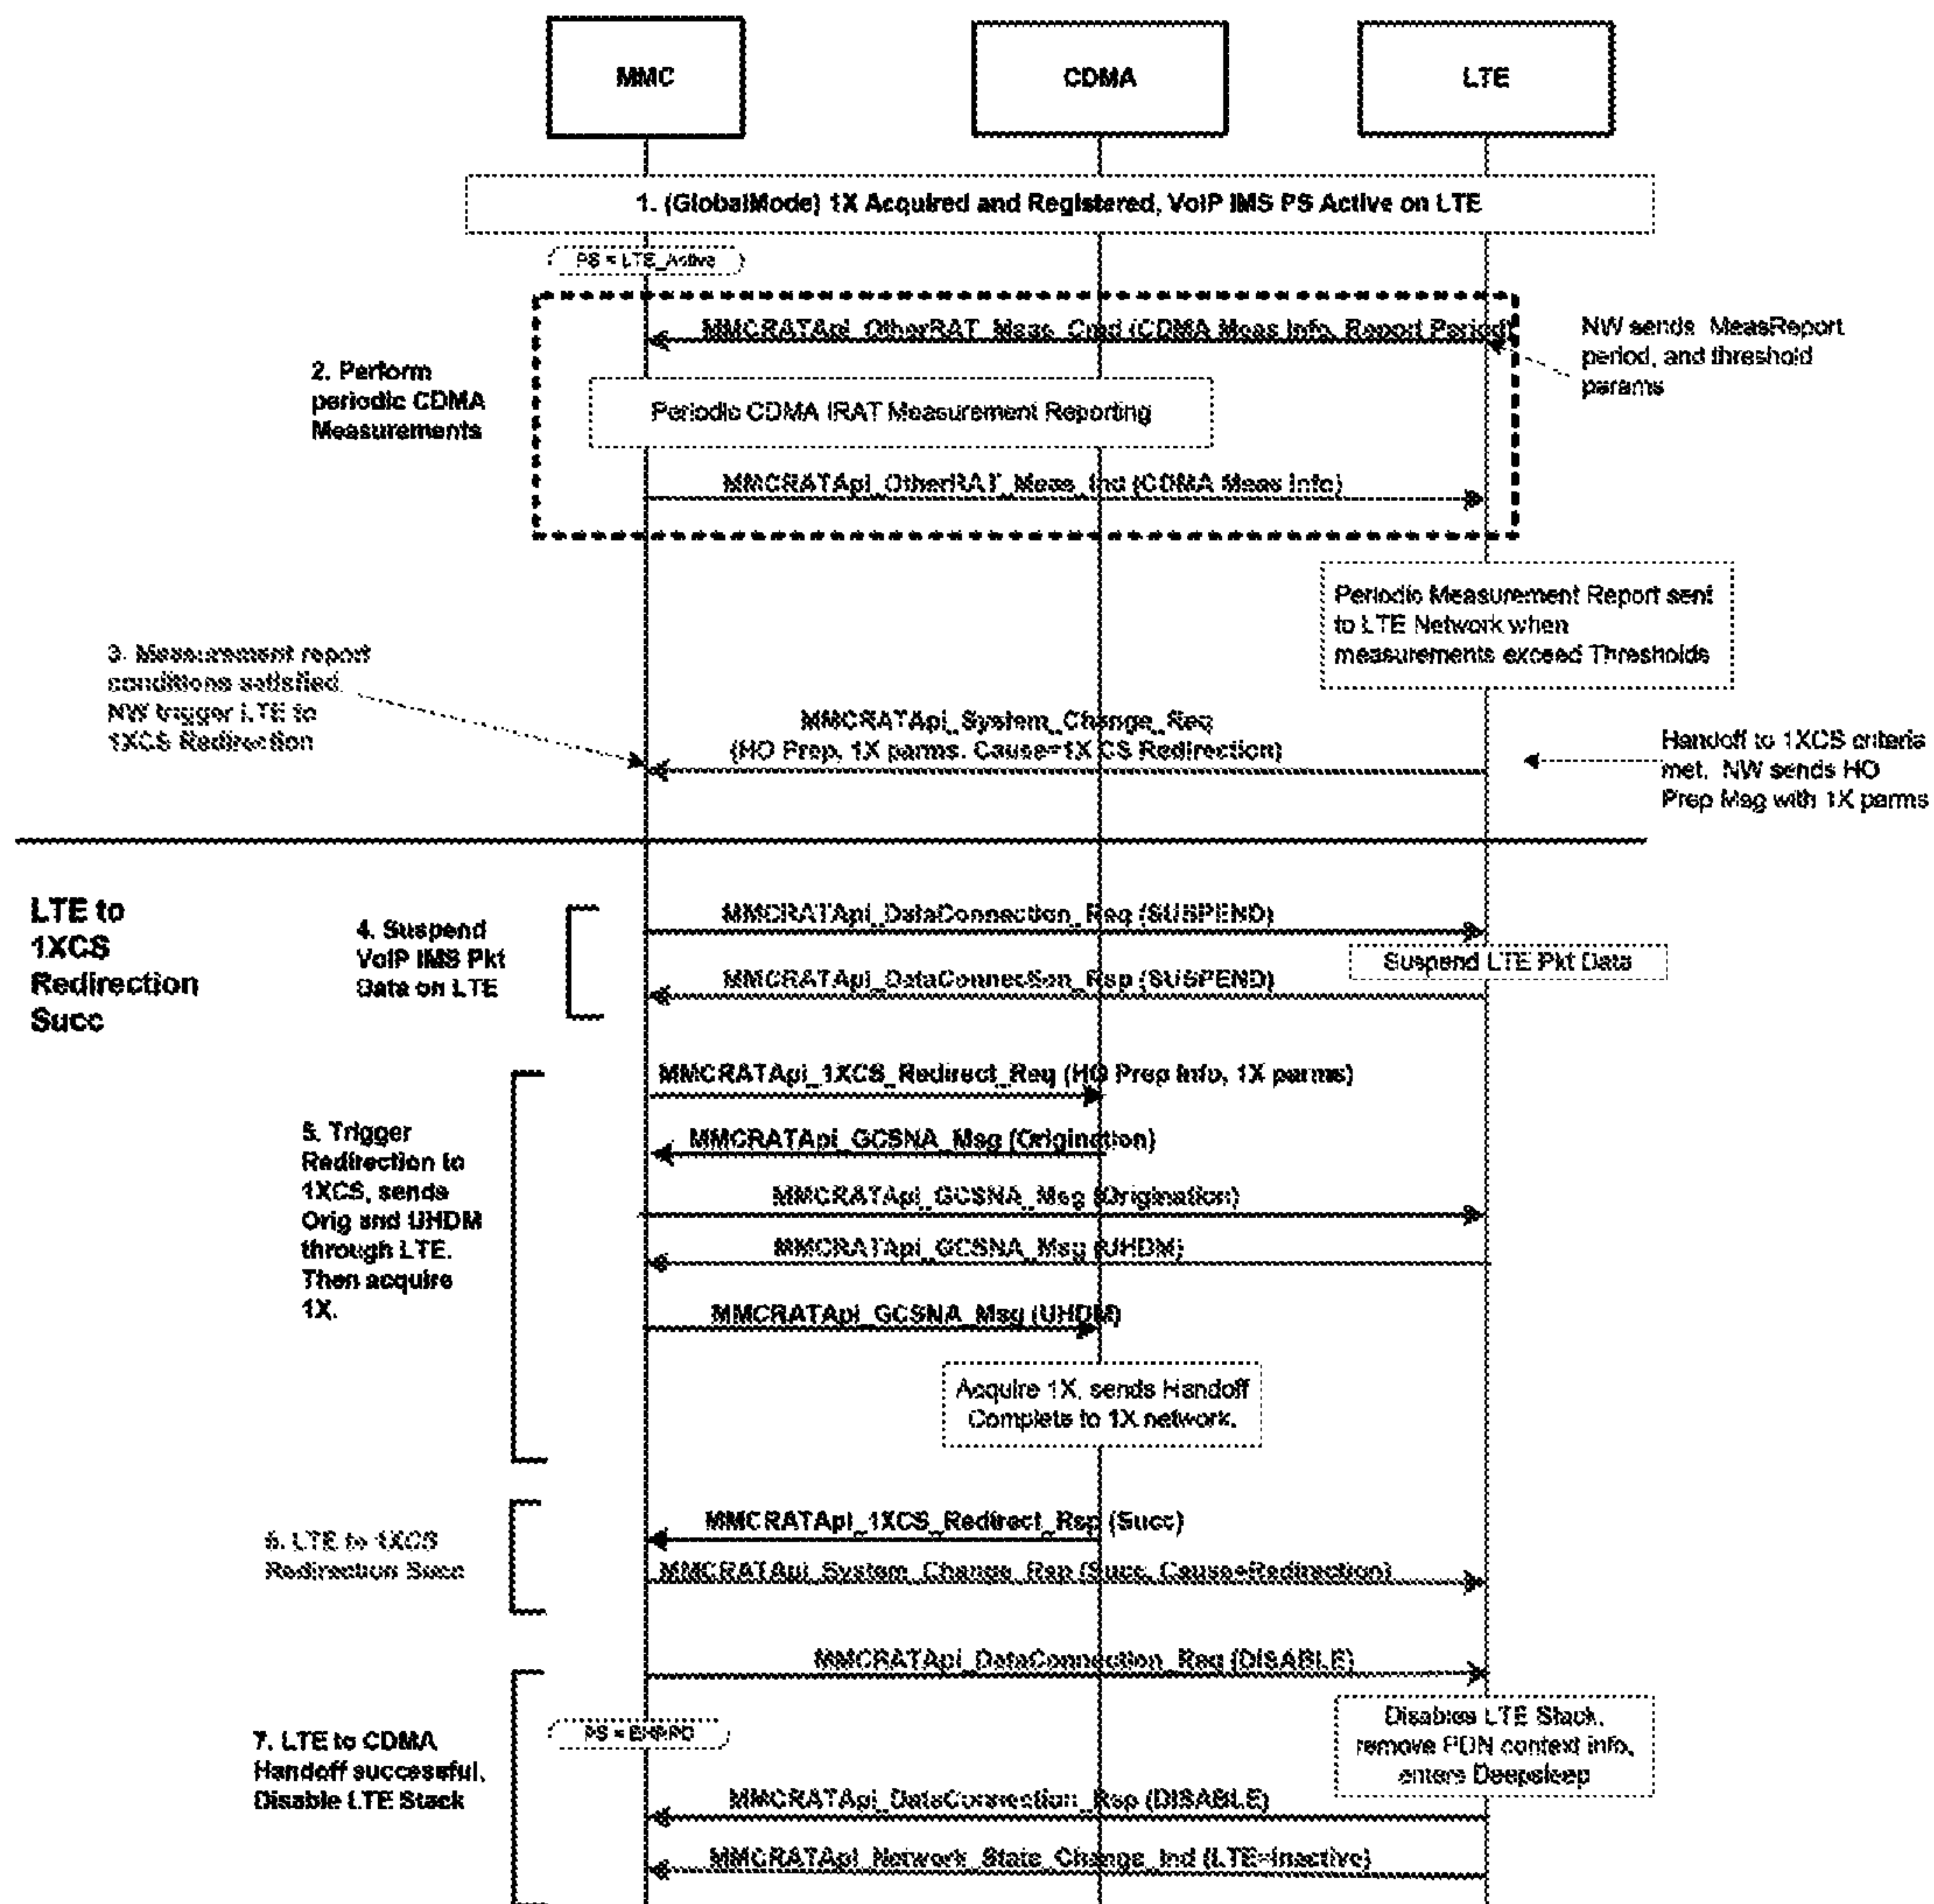 MMC
CDMA
LTE
1. (GlobalMode) 1X Acquired and Registered, VoIP IMS PS Active on LTE
PS = LTE_Active
MMCRATApi_OtherRAT_Meas_Cmd (CDMA Meas Info, Report Period)
NW sends MeasReport
period, and threshold
params
2. Perform
periodic CDMA
Measurements
Periodic CDMA IRAT Measurement Reporting
MMCRATApi_OtherRAT_Meas_Ind (CDMA Meas Info)
Periodic Measurement Report sent
to LTE Network when
measurements exceed Thresholds
3. Measurement report
conditions satisfied.
NW trigger LTE to
1XCS Redirection
MMCRATApi_System_Change_Req
(HO Prep, 1X parms. Cause=1X CS Redirection)
Handoff to 1XCS criteria
met. NW sends HO
Prep Msg with 1X parms
LTE to
1XCS
Redirection
Succ
4. Suspend
VoIP IMS Pkt
Data on LTE
MMCRATApi_DataConnection_Req (SUSPEND)
Suspend LTE Pkt Data
MMCRATApi_DataConnection_Rsp (SUSPEND)
MMCRATApi_1XCS_Redirect_Req (HO Prep Info, 1X parms)
5. Trigger
Redirection to
1XCS, sends
Orig and UHDM
through LTE.
Then acquire
1X.
MMCRATApi_GCSNA_Msg (Origination)
MMCRATApi_GCSNA_Msg (Origination)
MMCRATApi_GCSNA_Msg (UHDM)
MMCRATApi_GCSNA_Msg (UHDM)
Acquire 1X, sends Handoff
Complete to 1X network.
6. LTE to 1XCS
Redirection Succ
MMCRATApi_1XCS_Redirect_Rsp (Succ)
MMCRATApi_System_Change_Rsp (Succ, Cause=Redirection)
MMCRATApi_DataConnection_Req (DISABLE)
7. LTE to CDMA
Handoff successful,
Disable LTE Stack
PS = EHRPD
Disables LTE Stack,
remove PDN context info,
enters Deepsleep
MMCRATApi_DataConnection_Rsp (DISABLE)
MMCRATApi_Network_State_Change_Ind (LTE=Inactive)